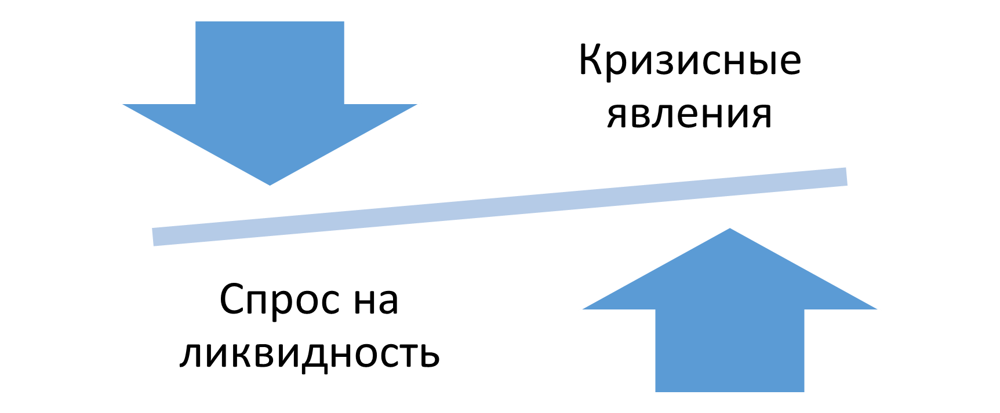 Кризисные
явления
Спрос на
ликвидность